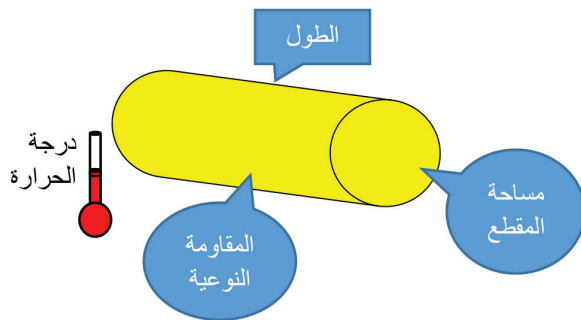 الطول
درجة
الحرارة
مساحة
المقطع
المقاومة
النوعية